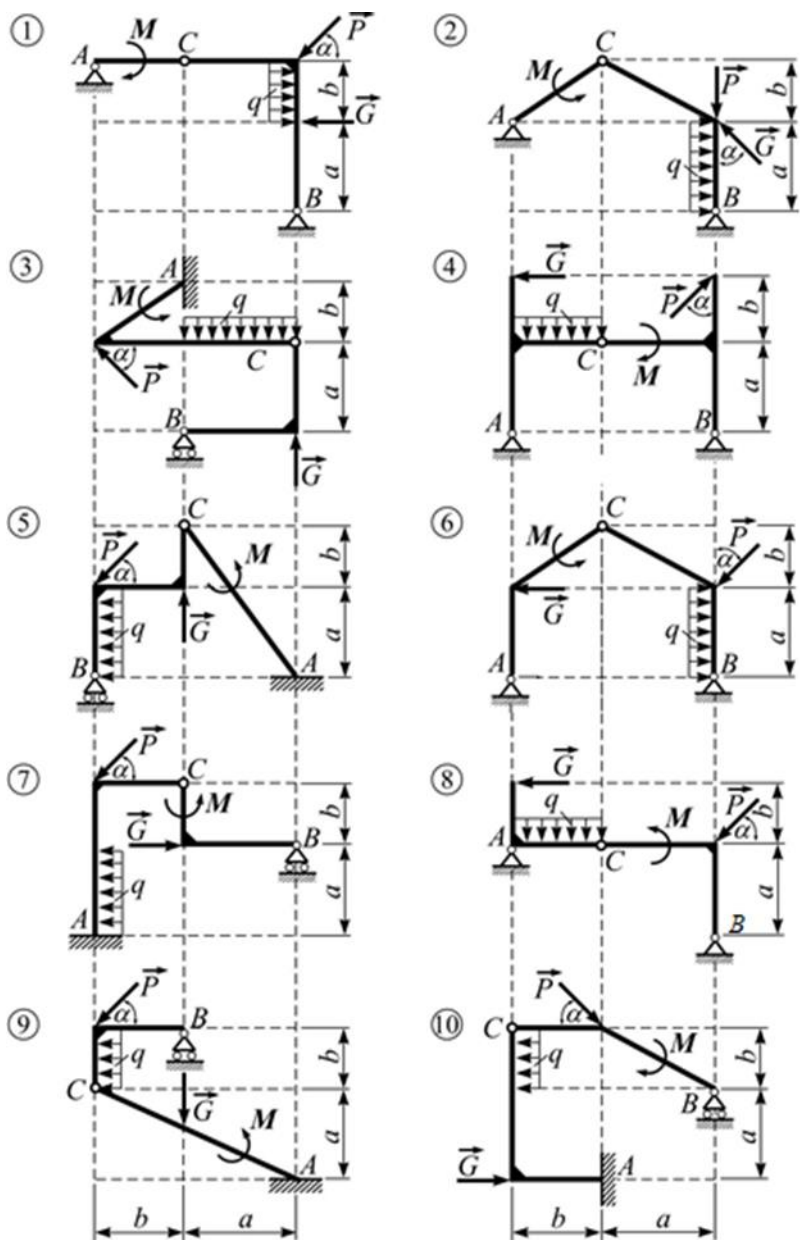 1
A M C P α
q b G
a
B
2
C
M P b
A α G
q a
B
3
A
M q b
α C
P a
B
G
4
G
q P α b
C M
a
A B
5
C
P α M b
q G a
B A
6
C
M P α b
G
q a
A B
7
P
α C
M b
G B
q a
A
8
G
q M P α b
A C
a
B
9
P
α B
q b
C G M
a
A
10
P
C α
q M b
B
a
G A
b a b a